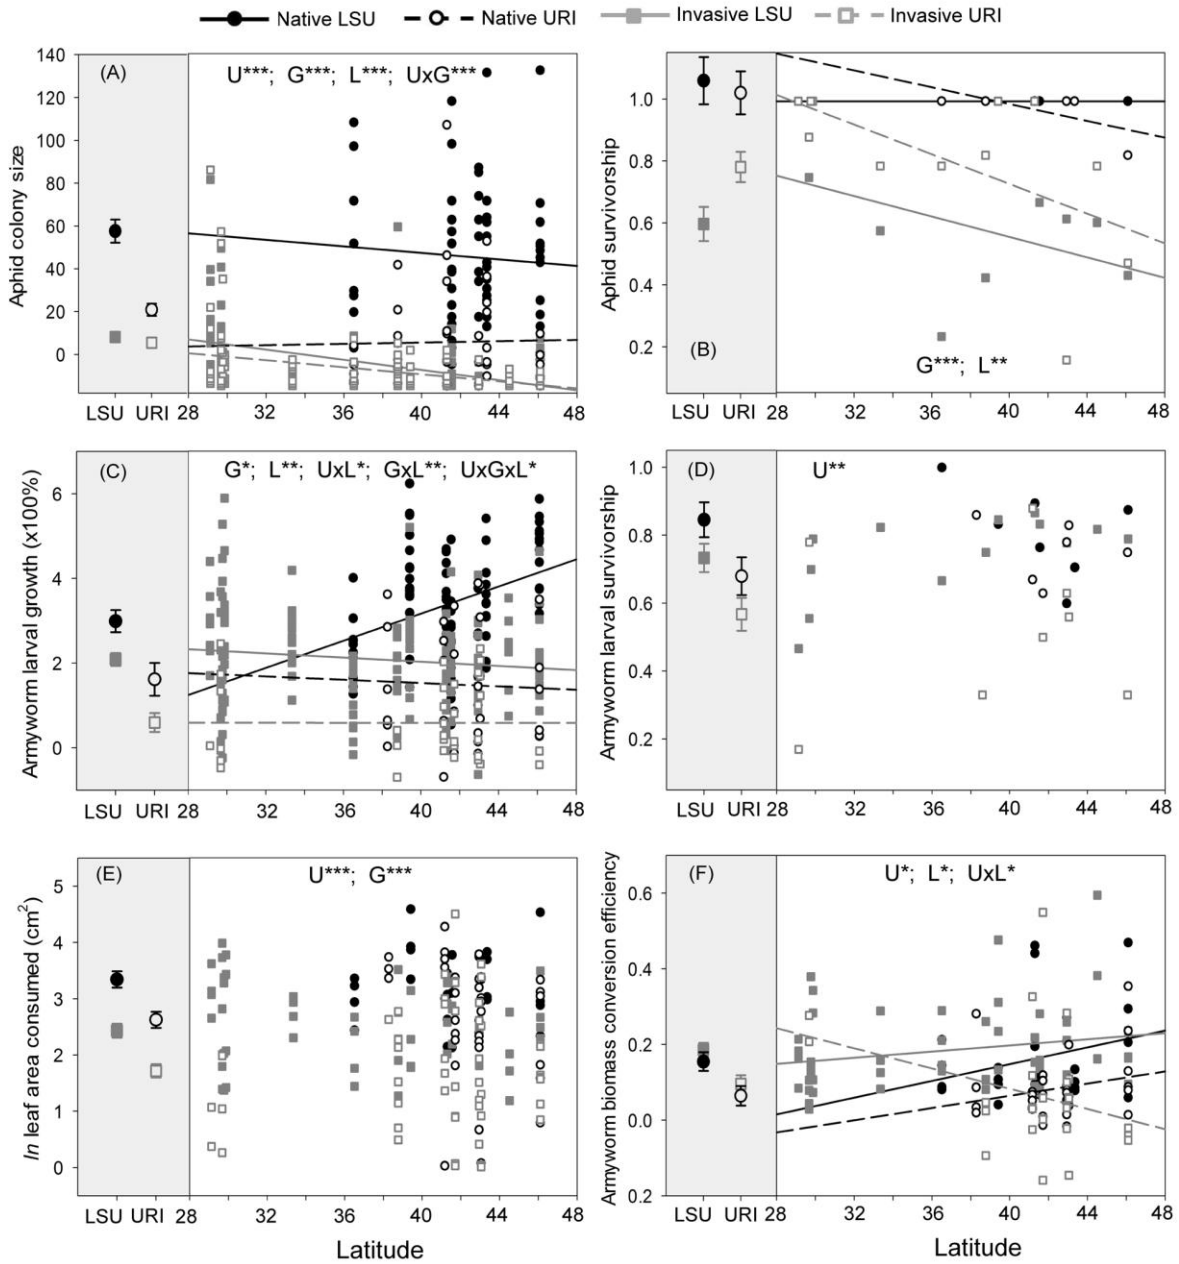 Native LSU Native URI Invasive LSU Invasive URI
(A) U***; G***; L***; UxG***
Aphid colony size
140
120
100
80
60
40
20
0
LSU URI 28 32 36 40 44 48
(B)
G***; L**
Aphid survivorship
1.0
0.8
0.6
0.4
0.2
LSU URI 28 32 36 40 44 48
(C) G*; L**; UxL*; GxL**; UxGxL*
Armyworm larval growth (x100%)
6
4
2
0
LSU URI 28 32 36 40 44 48
(D) U**
Armyworm larval survivorship
1.0
0.8
0.6
0.4
0.2
LSU URI 28 32 36 40 44 48
(E) U***; G***
ln leaf area consumed (cm²)
5
4
3
2
1
0
LSU URI 28 32 36 40 44 48
Latitude
(F) U*; L*; UxL*
Armyworm biomass conversion efficiency
0.6
0.4
0.2
0.0
0.2
LSU URI 28 32 36 40 44 48
Latitude